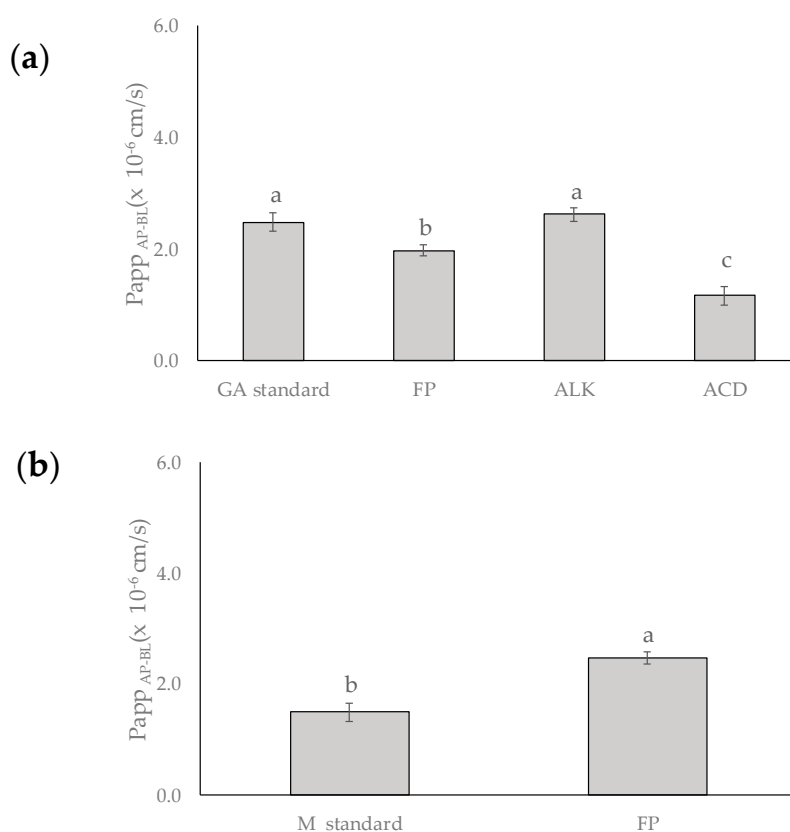 (a)
Papp AP-BL(x 10-6 cm/s)
6.0
4.0
2.0
0.0
a
b
a
c
GA standard FP ALK ACD
(b)
Papp AP-BL(x 10-6 cm/s)
6.0
4.0
2.0
0.0
b
a
M standard FP